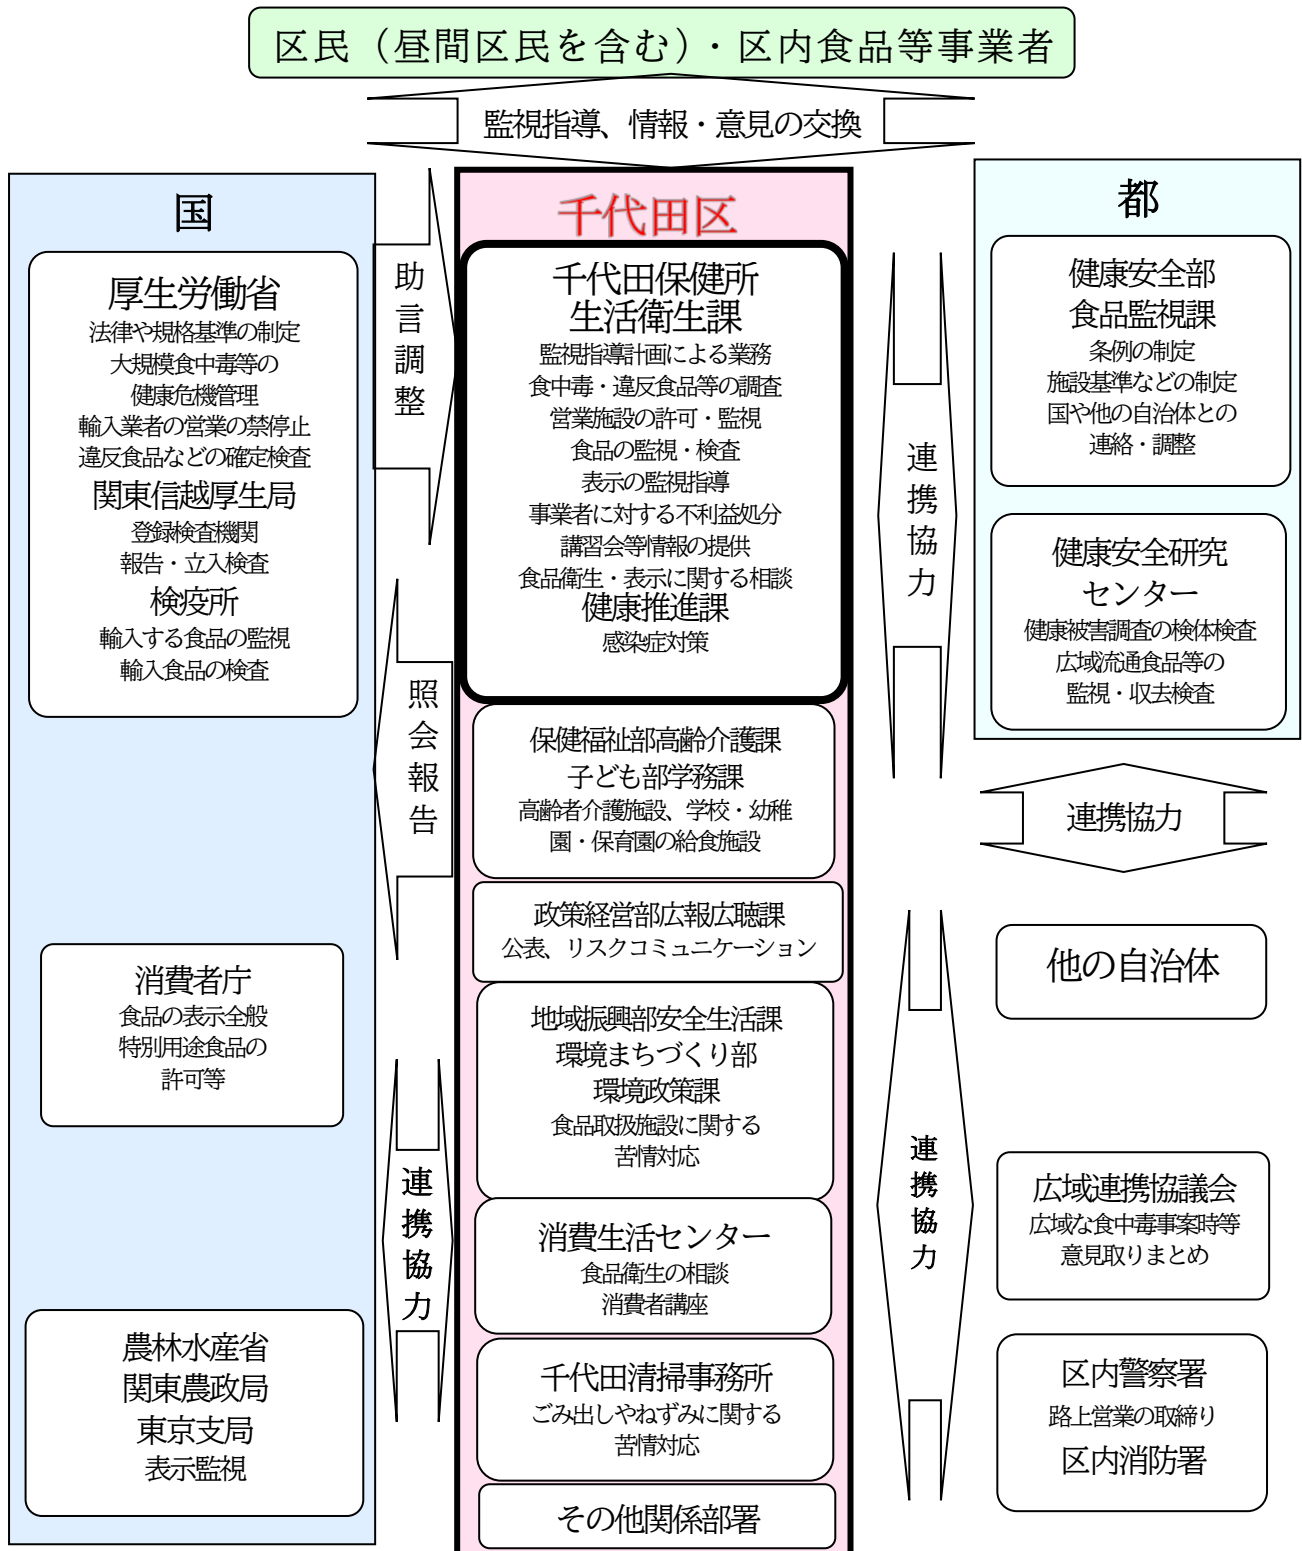 区民（昼間区民を含む）・区内食品等事業者
監視指導、情報・意見の交換
国
厚生労働省
法律や規格基準の制定
大規模食中毒等の
健康危機管理
輸入業者の営業の禁停止
違反食品などの確定検査
関東信越厚生局
登録検査機関
報告・立入検査
検疫所
輸入する食品の監視
輸入食品の検査
消費者庁
食品の表示全般
特別用途食品の
許可等
農林水産省
関東農政局
東京支局
表示監視
助言調整
照会報告
連携協力
千代田区
千代田保健所
生活衛生課
監視指導計画による業務
食中毒・違反食品等の調査
営業施設の許可・監視
食品の監視・検査
表示の監視指導
事業者に対する不利益処分
講習会等情報の提供
食品衛生・表示に関する相談
健康推進課
感染症対策
保健福祉部高齢介護課
子ども部学務課
高齢者介護施設、学校・幼稚
園・保育園の給食施設
政策経営部広報広聴課
公表、リスクコミュニケーション
地域振興部安全生活課
環境まちづくり部
環境政策課
食品取扱施設に関する
苦情対応
消費生活センター
食品衛生の相談
消費者講座
千代田清掃事務所
ごみ出しやねずみに関する
苦情対応
その他関係部署
連携協力
連携協力
都
健康安全部
食品監視課
条例の制定
施設基準などの制定
国や他の自治体との
連絡・調整
健康安全研究
センター
健康被害調査の検体検査
広域流通食品等の
監視・収去検査
連携協力
他の自治体
広域連携協議会
広域な食中毒事案時等
意見取りまとめ
区内警察署
路上営業の取締り
区内消防署